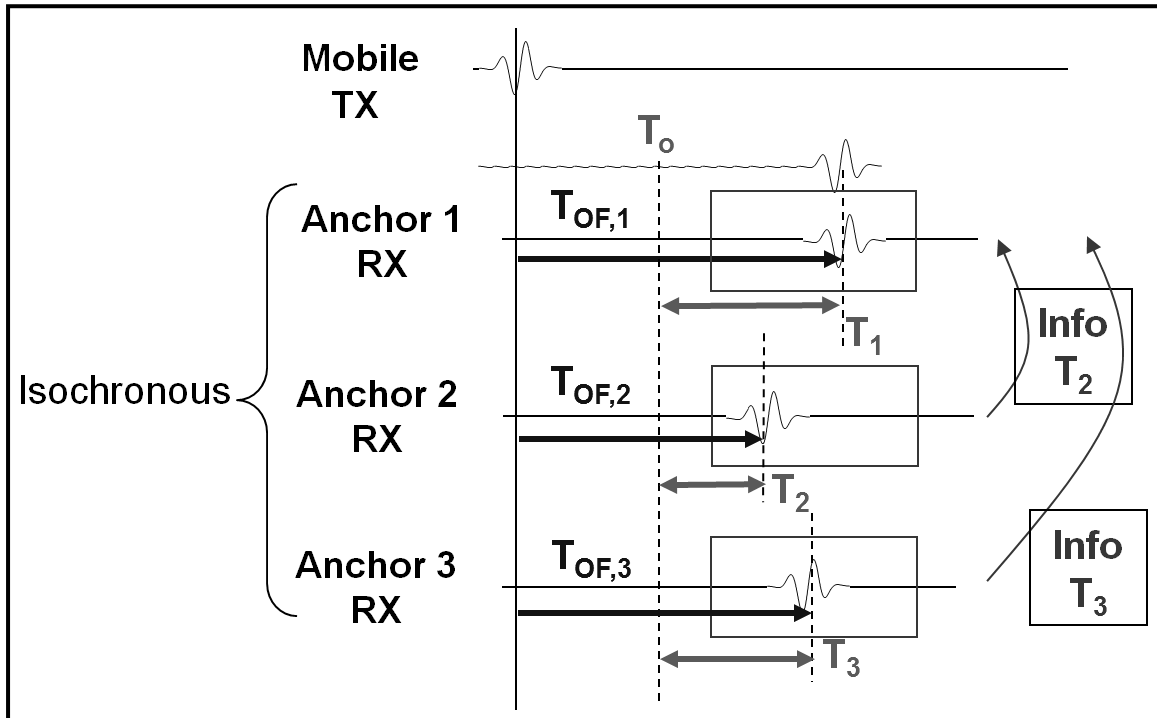 Mobile
TX
To
Anchor 1
RX
TOF,1
T1
Info
T2
Isochronous
Anchor 2
RX
TOF,2
T2
Anchor 3
RX
TOF,3
T3
Info
T3